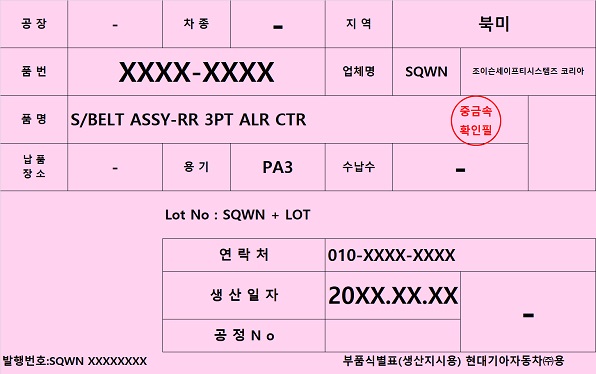 공 장 - 차 종 - 지 역 북미
품 번 XXXX-XXXX 업체명 SQWN 조이슨세이프티시스템즈 코리아
품 명 S/BELT ASSY-RR 3PT ALR CTR
중금속
확인필
납 품
장 소 - 용 기 PA3 수납수 -
Lot No : SQWN + LOT
연 락 처 010-XXXX-XXXX
생 산 일 자 20XX.XX.XX -
공 정 N o
발행번호:SQWN XXXXXXXX 부품식별표(생산지시용) 현대기아자동차㈜용